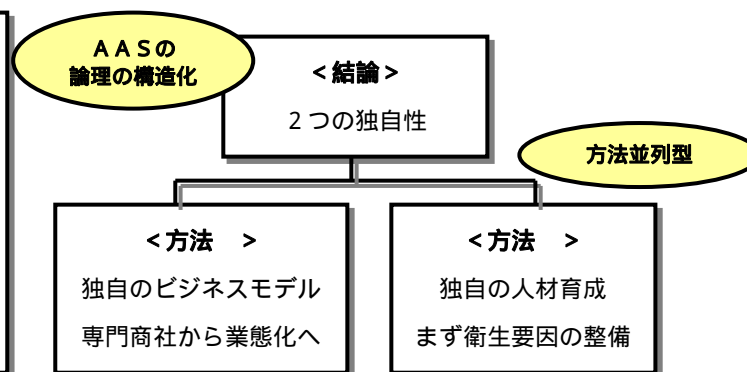 ＡＡＳの
論理の構造化
＜結論＞
２つの独自性
方法並列型
＜方法　＞
独自のビジネスモデル
専門商社から業態化へ
＜方法　＞
独自の人材育成
まず衛生要因の整備